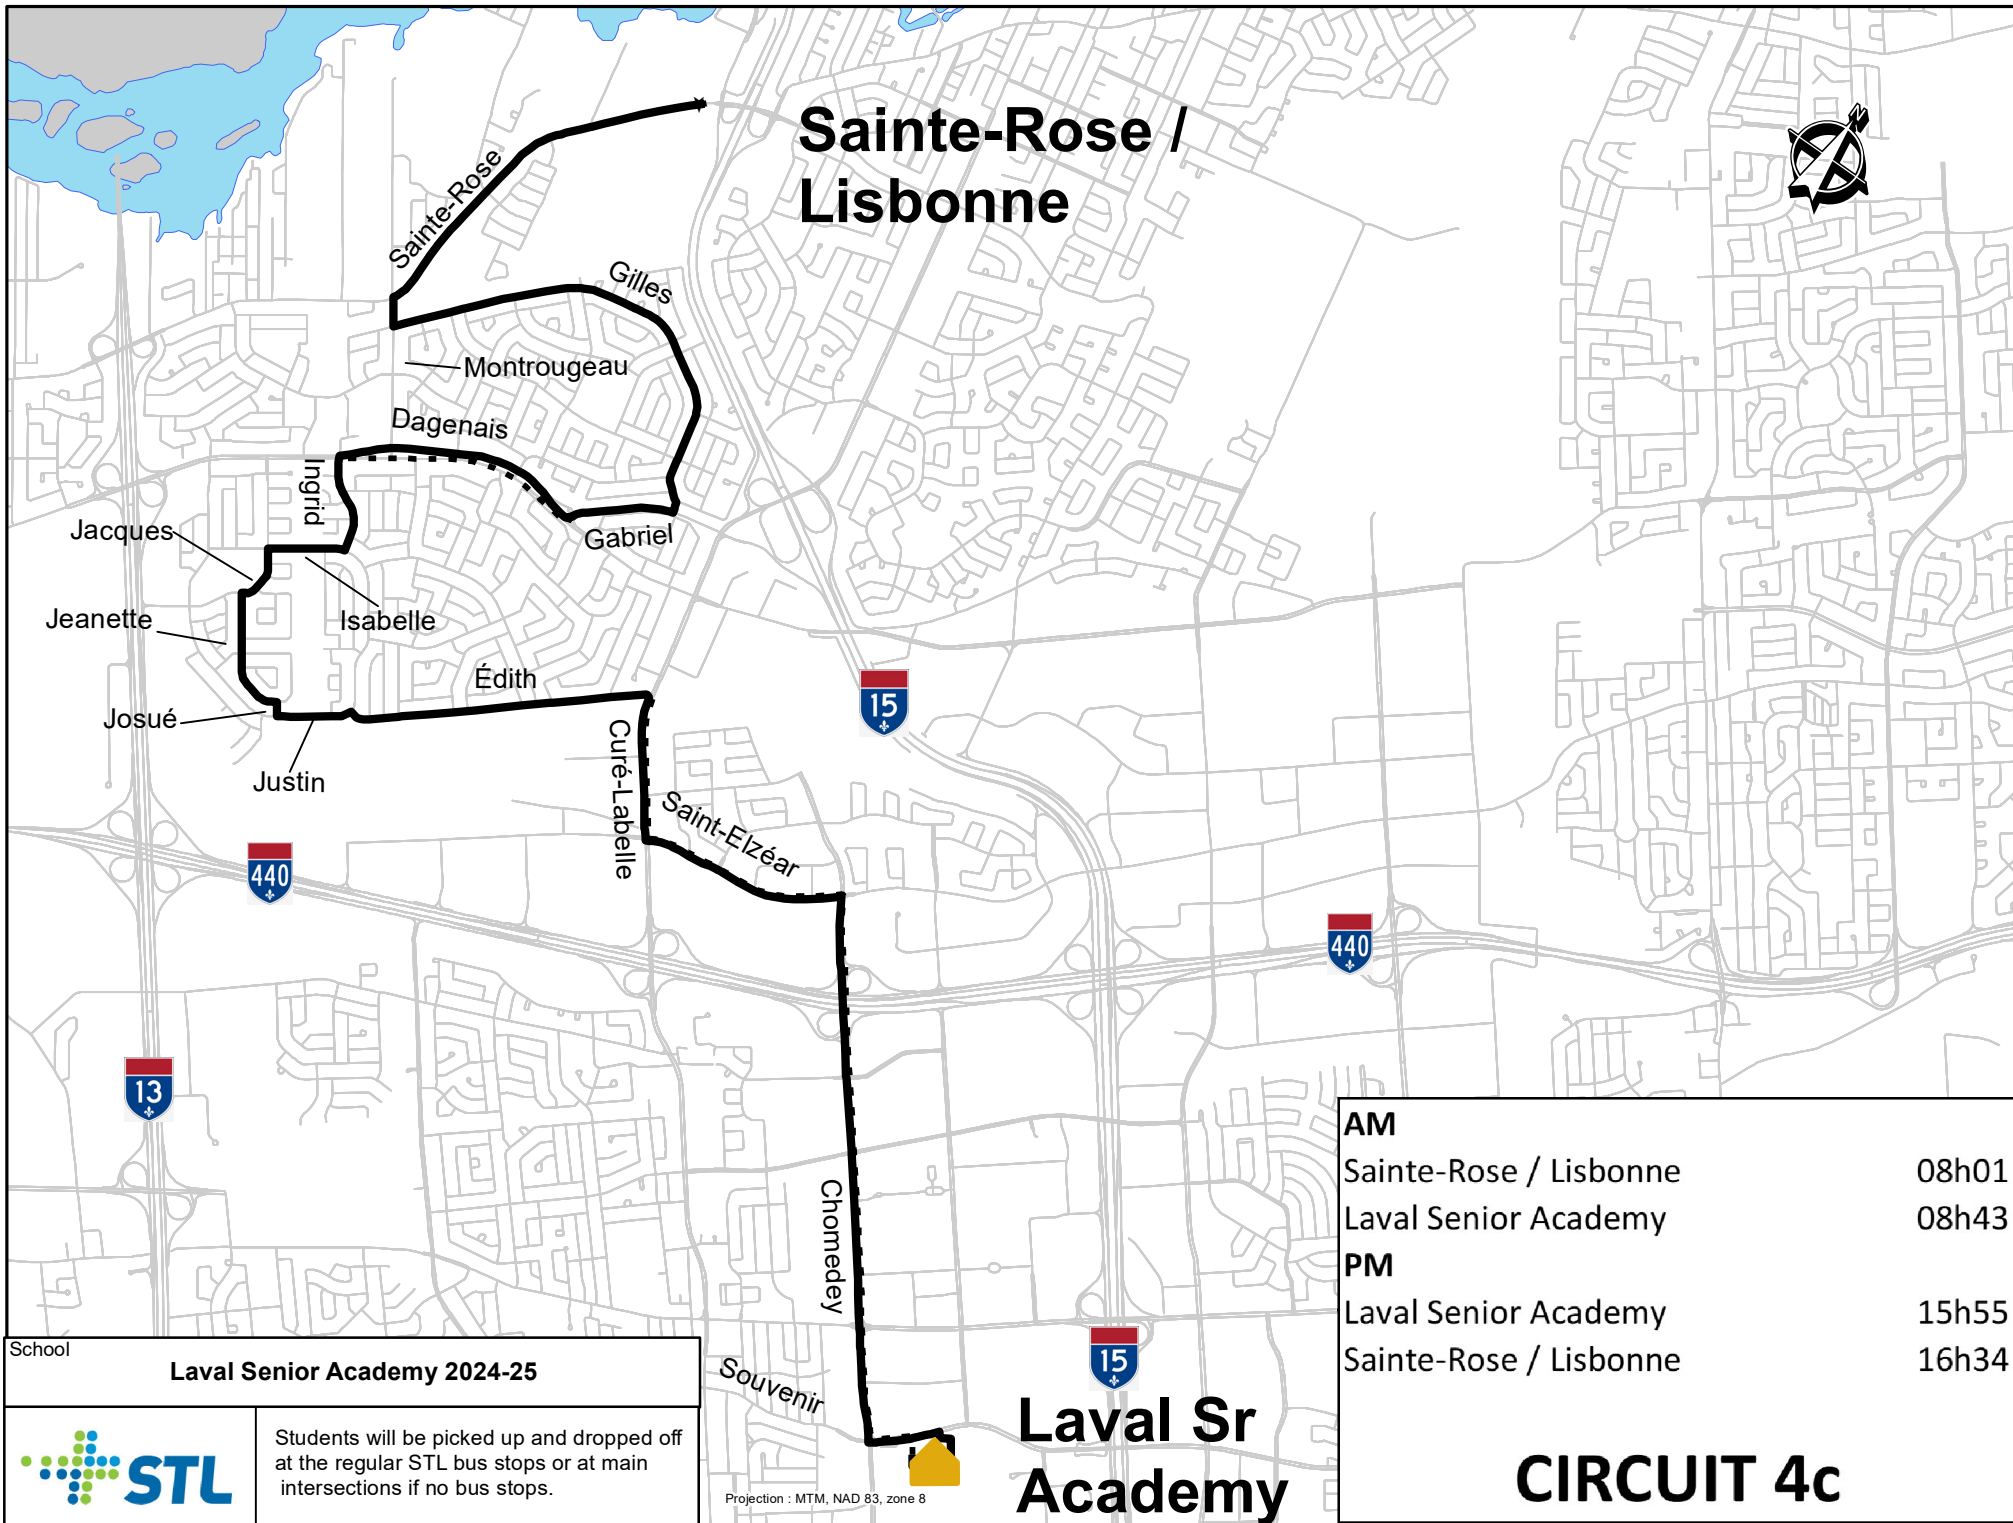 Sainte-Rose /
Lisbonne
N
Sainte-Rose
Gilles
Montrougeau
Dagenais
Ingrid
Jacques
Gabriel
Jeanette
Isabelle
Édith
Josué
Justin
15
Curé-Labelle
Saint-Elzéar
440
440
13
Chomedey
Souvenir
15
Laval Sr
Academy
AM
Sainte-Rose / Lisbonne 08h01
Laval Senior Academy 08h43
PM
Laval Senior Academy 15h55
Sainte-Rose / Lisbonne 16h34
CIRCUIT 4c
School
Laval Senior Academy 2024-25
STL
Students will be picked up and dropped off
at the regular STL bus stops or at main
intersections if no bus stops.
Projection : MTM, NAD 83, zone 8